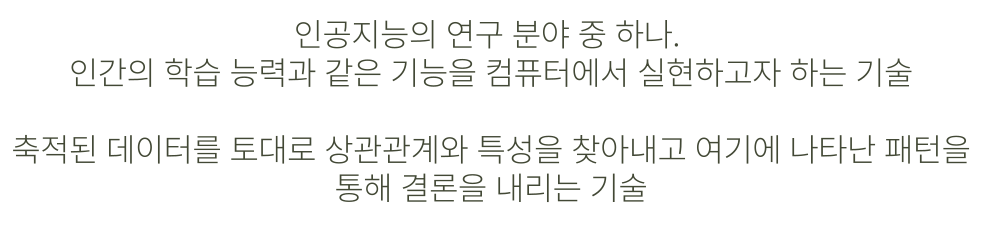 인공지능의 연구 분야 중 하나.
인간의 학습 능력과 같은 기능을 컴퓨터에서 실현하고자 하는 기술
축적된 데이터를 토대로 상관관계와 특성을 찾아내고 여기에 나타난 패턴을
통해 결론을 내리는 기술